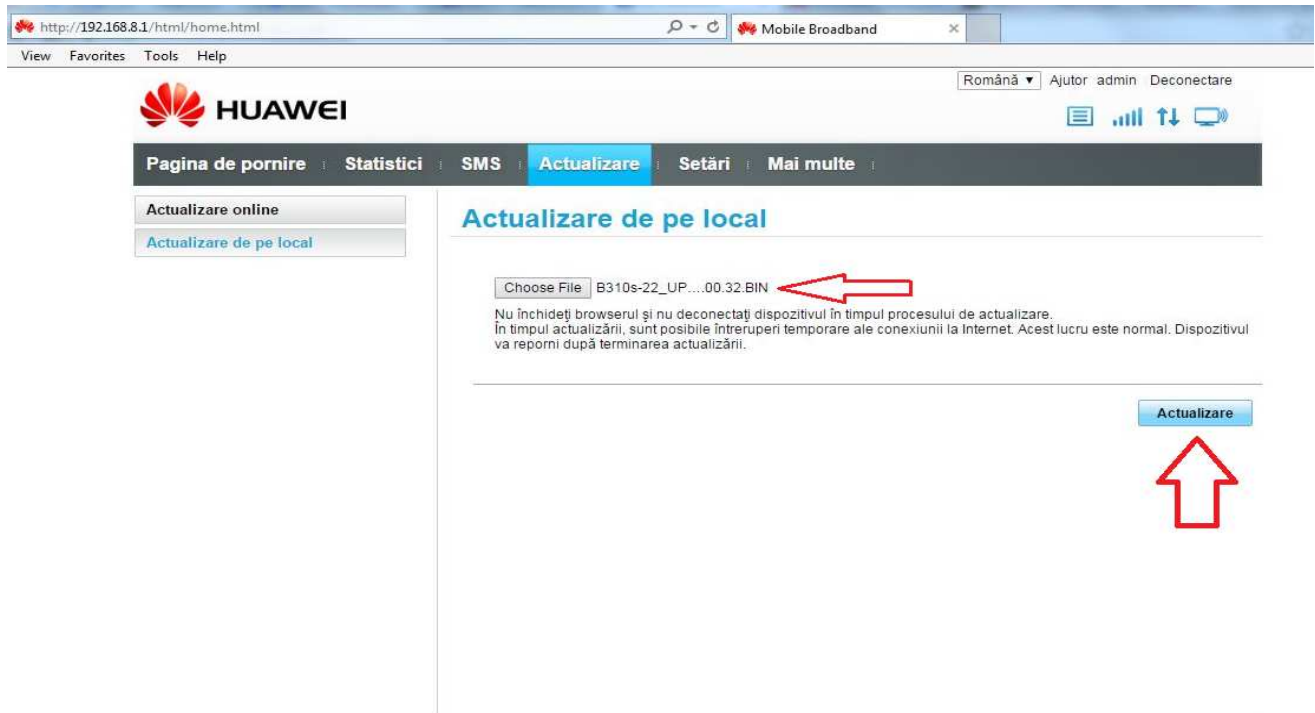 http://192.168.8.1/html/home.html
Mobile Broadband
View Favorites Tools Help
Română Ajutor admin Deconectare
HUAWEI
Pagina de pornire Statistici SMS Actualizare Setări Mai multe
Actualizare online
Actualizare de pe local
Actualizare de pe local
Choose File B310s-22_UP....00.32.BIN
Nu închideţi browserul şi nu deconectaţi dispozitivul în timpul procesului de actualizare.
În timpul actualizării, sunt posibile întreruperi temporare ale conexiunii la Internet. Acest lucru este normal. Dispozitivul
va reporni după terminarea actualizării.
Actualizare